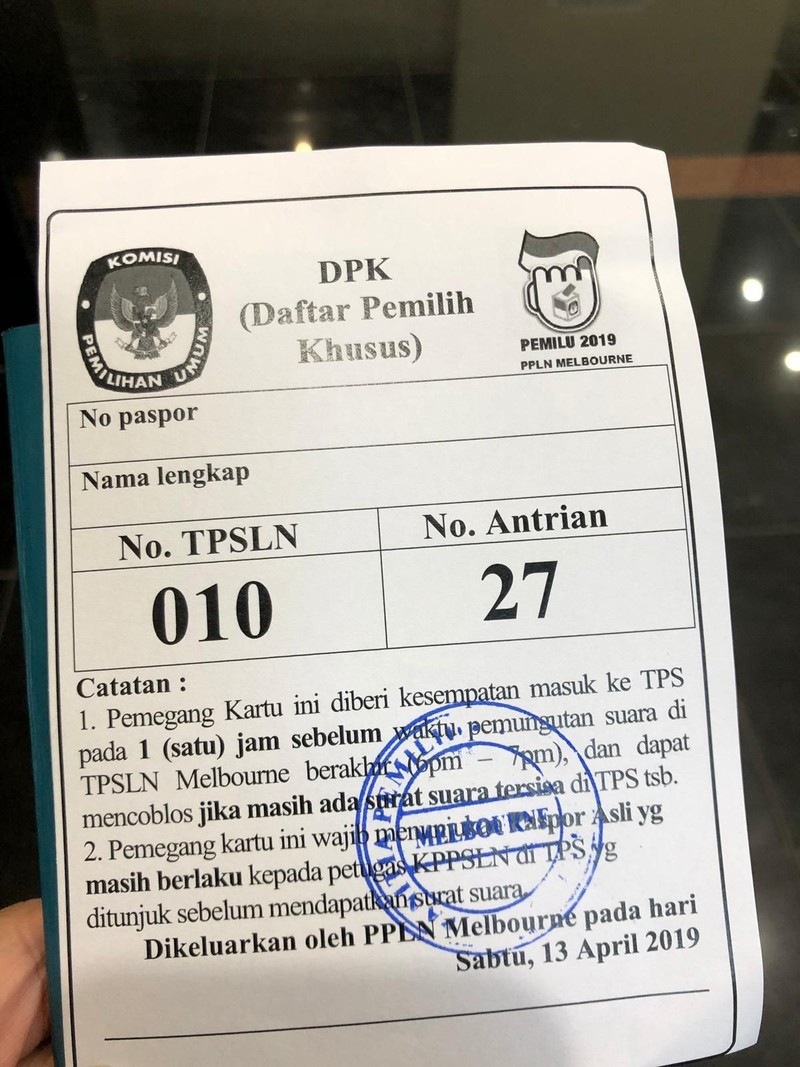 KOMISI
PEMILIHAN UMUM
DPK
(Daftar Pemilih
Khusus)
PEMILU 2019
PPLN MELBOURNE
No paspor
Nama lengkap
No. TPSLN
No. Antrian
010
27
Catatan :
1. Pemegang Kartu ini diberi kesempatan masuk ke TPS
pada 1 (satu) jam sebelum waktu pemungutan suara di
TPSLN Melbourne berakhir (6pm – 7pm), dan dapat
mencoblos jika masih ada surat suara tersisa di TPS tsb.
2. Pemegang kartu ini wajib menunjukan Paspor Asli yg
masih berlaku kepada petugas KPPSLN di TPS yg
ditunjuk sebelum mendapatkan surat suara.
Dikeluarkan oleh PPLN Melbourne pada hari
Sabtu, 13 April 2019
MELBOURNE